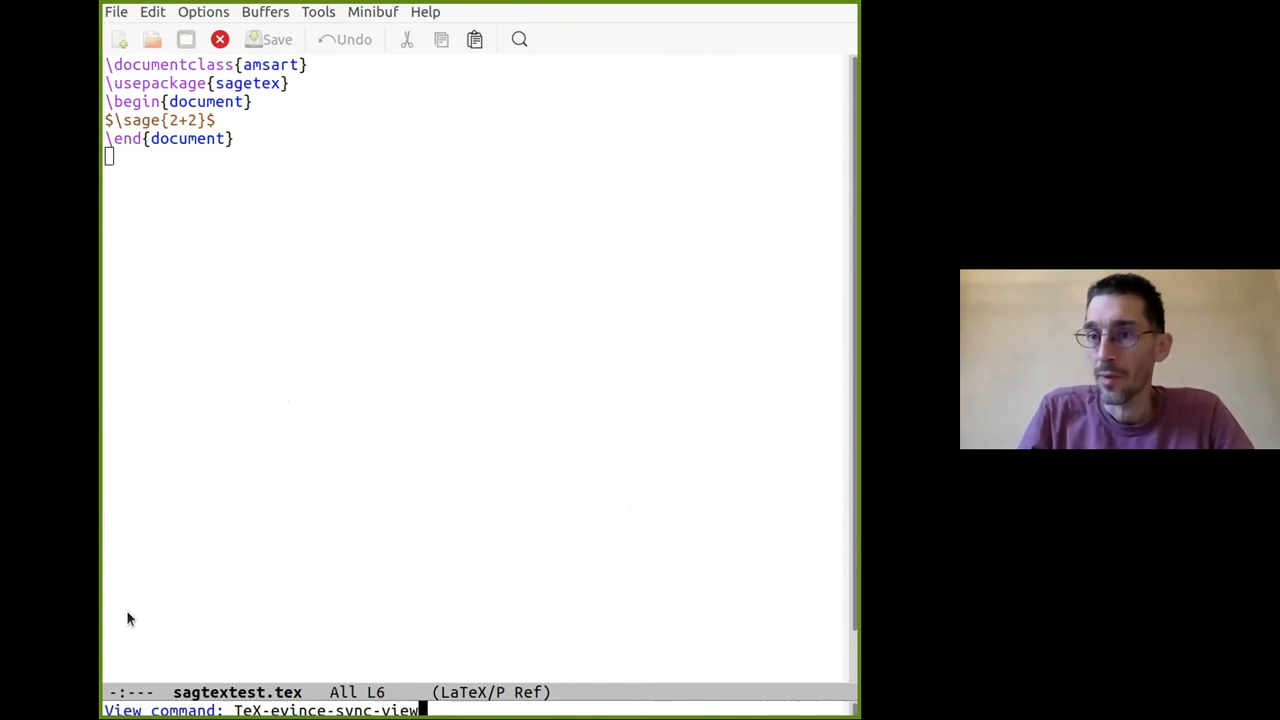 File Edit Options Buffers Tools Minibuf Help
Save Undo
\documentclass{amsart}
\usepackage{sagetex}
\begin{document}
$\sage{2+2}$
\end{document}
-:--- sagtextest.tex All L6 (LaTeX/P Ref)
View command: TeX-evince-sync-view